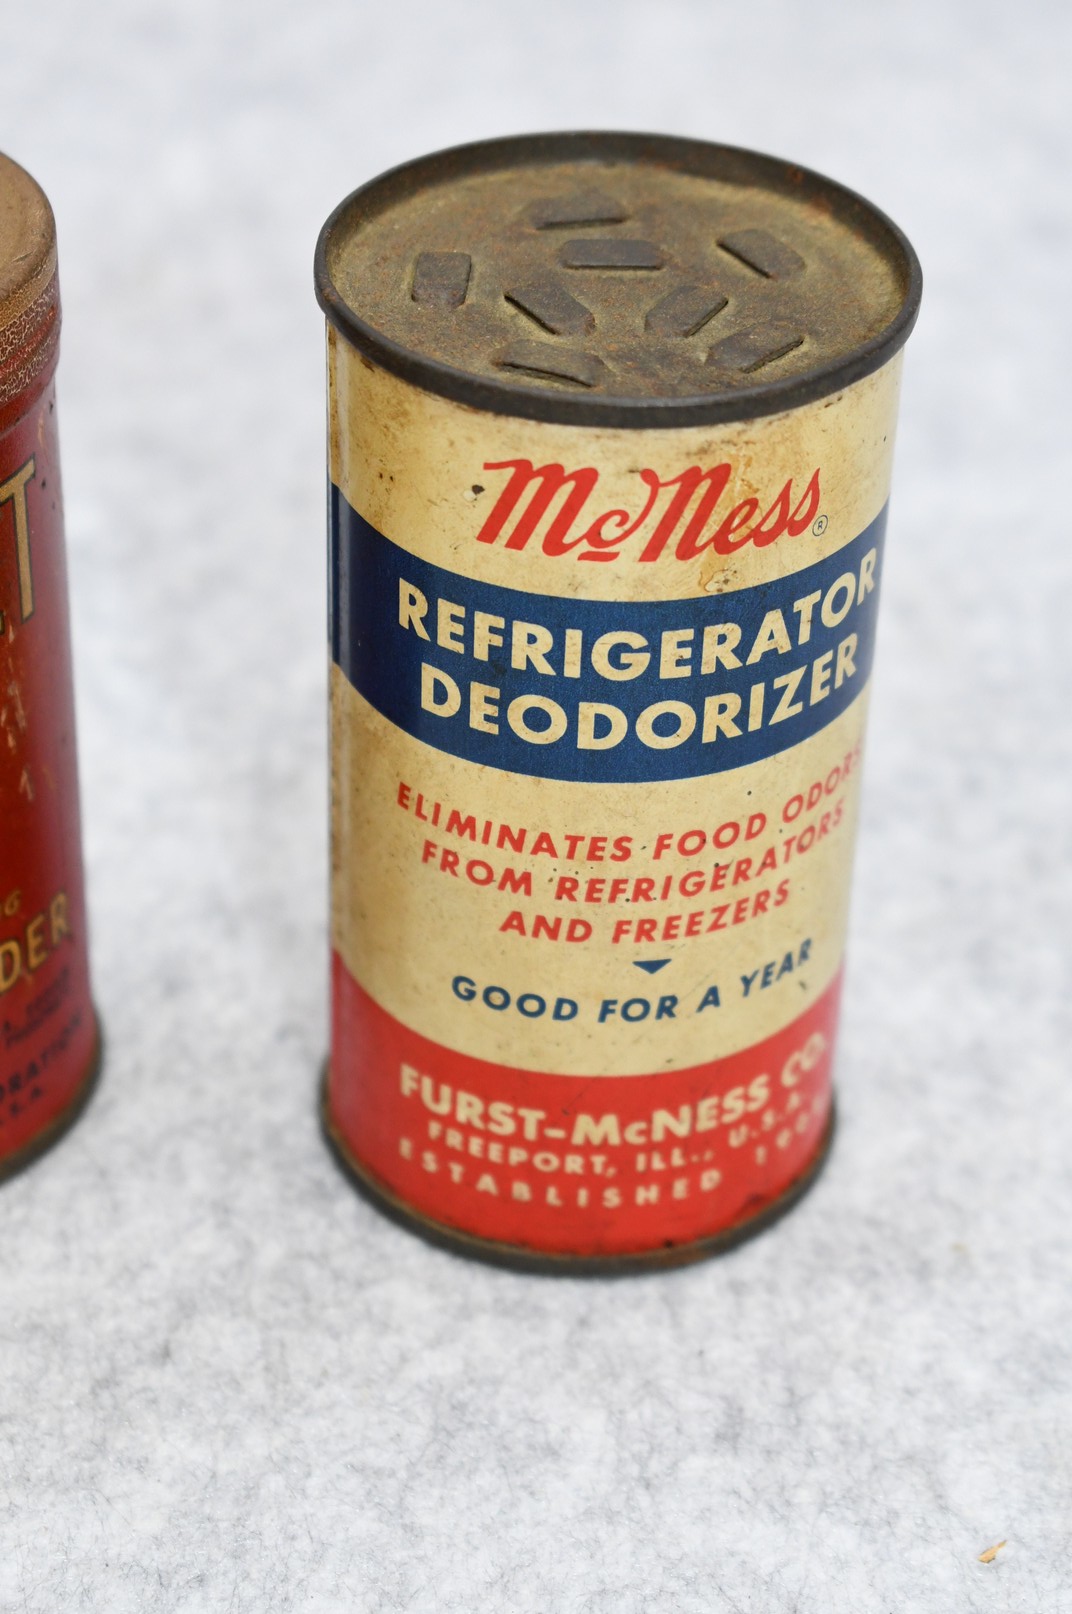 McNess®
REFRIGERATOR
DEODORIZER
ELIMINATES FOOD ODORS
FROM REFRIGERATORS
AND FREEZERS
GOOD FOR A YEAR
FURST-McNESS CO.
FREEPORT, ILL., U.S.A.
ESTABLISHED